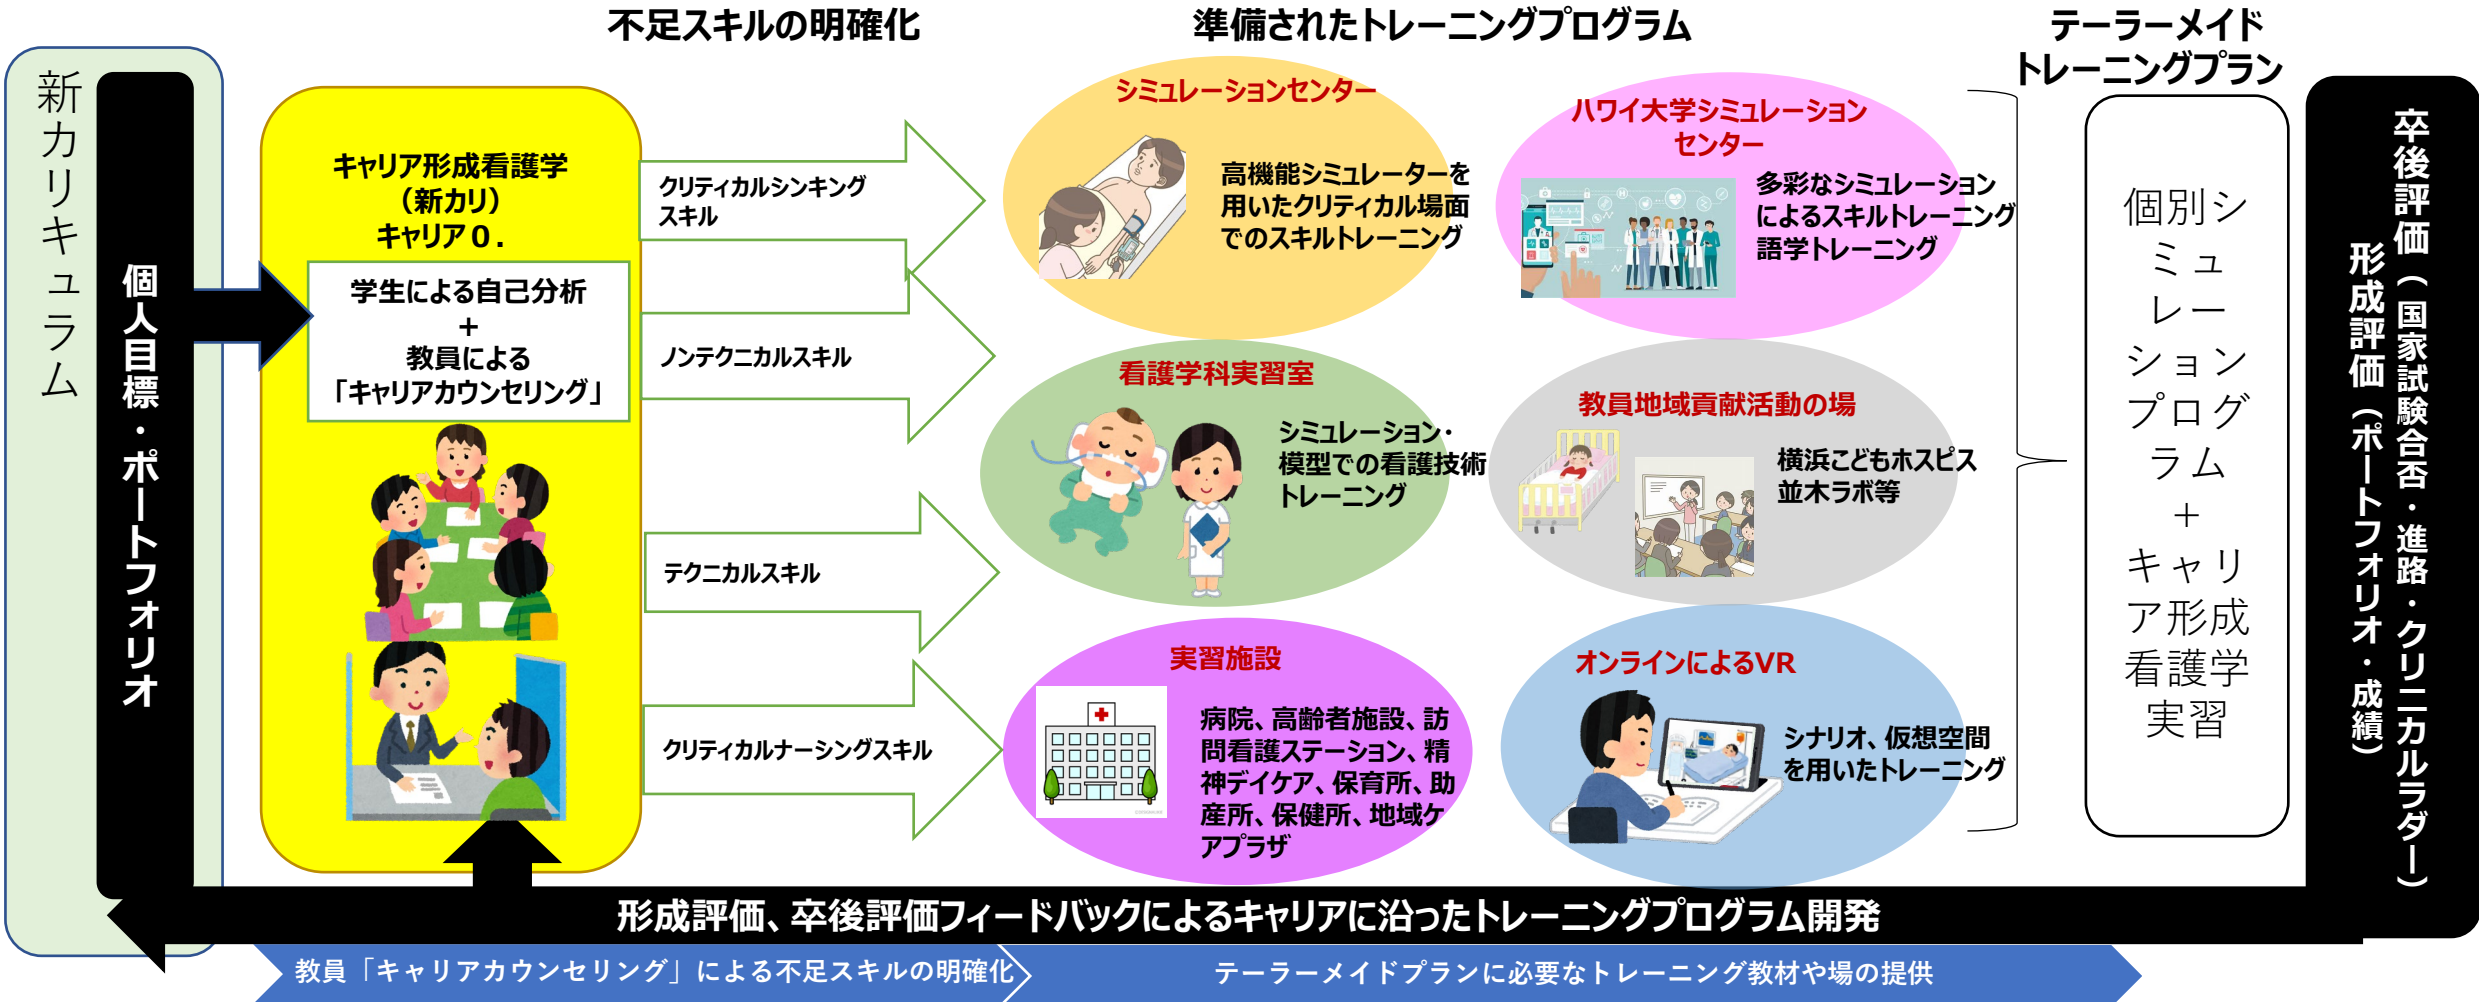 不足スキルの明確化
準備されたトレーニングプログラム
テーラーメイド
トレーニングプラン
新カリキュラム
個人目標・ポートフォリオ
キャリア形成看護学
（新カリ）
キャリア０．
学生による自己分析
＋
教員による
「キャリアカウンセリング」
クリティカルシンキング
スキル
ノンテクニカルスキル
テクニカルスキル
クリティカルナーシングスキル
シミュレーションセンター
高機能シミュレーターを
用いたクリティカル場面
でのスキルトレーニング
ハワイ大学シミュレーション
センター
多彩なシミュレーション
によるスキルトレーニング
語学トレーニング
看護学科実習室
シミュレーション・
模型での看護技術
トレーニング
教員地域貢献活動の場
横浜こどもホスピス
並木ラボ等
実習施設
病院、高齢者施設、訪
問看護ステーション、精
神デイケア、保育所、助
産所、保健所、地域ケ
アプラザ
オンラインによるVR
シナリオ、仮想空間
を用いたトレーニング
個別シ
ミュ
レー
ション
プログ
ラム
＋
キャリ
ア形成
看護学
実習
卒後評価（国家試験合否・進路・クリニカルラダー）
形成評価（ポートフォリオ・成績）
形成評価、卒後評価フィードバックによるキャリアに沿ったトレーニングプログラム開発
教員「キャリアカウンセリング」による不足スキルの明確化
テーラーメイドプランに必要なトレーニング教材や場の提供